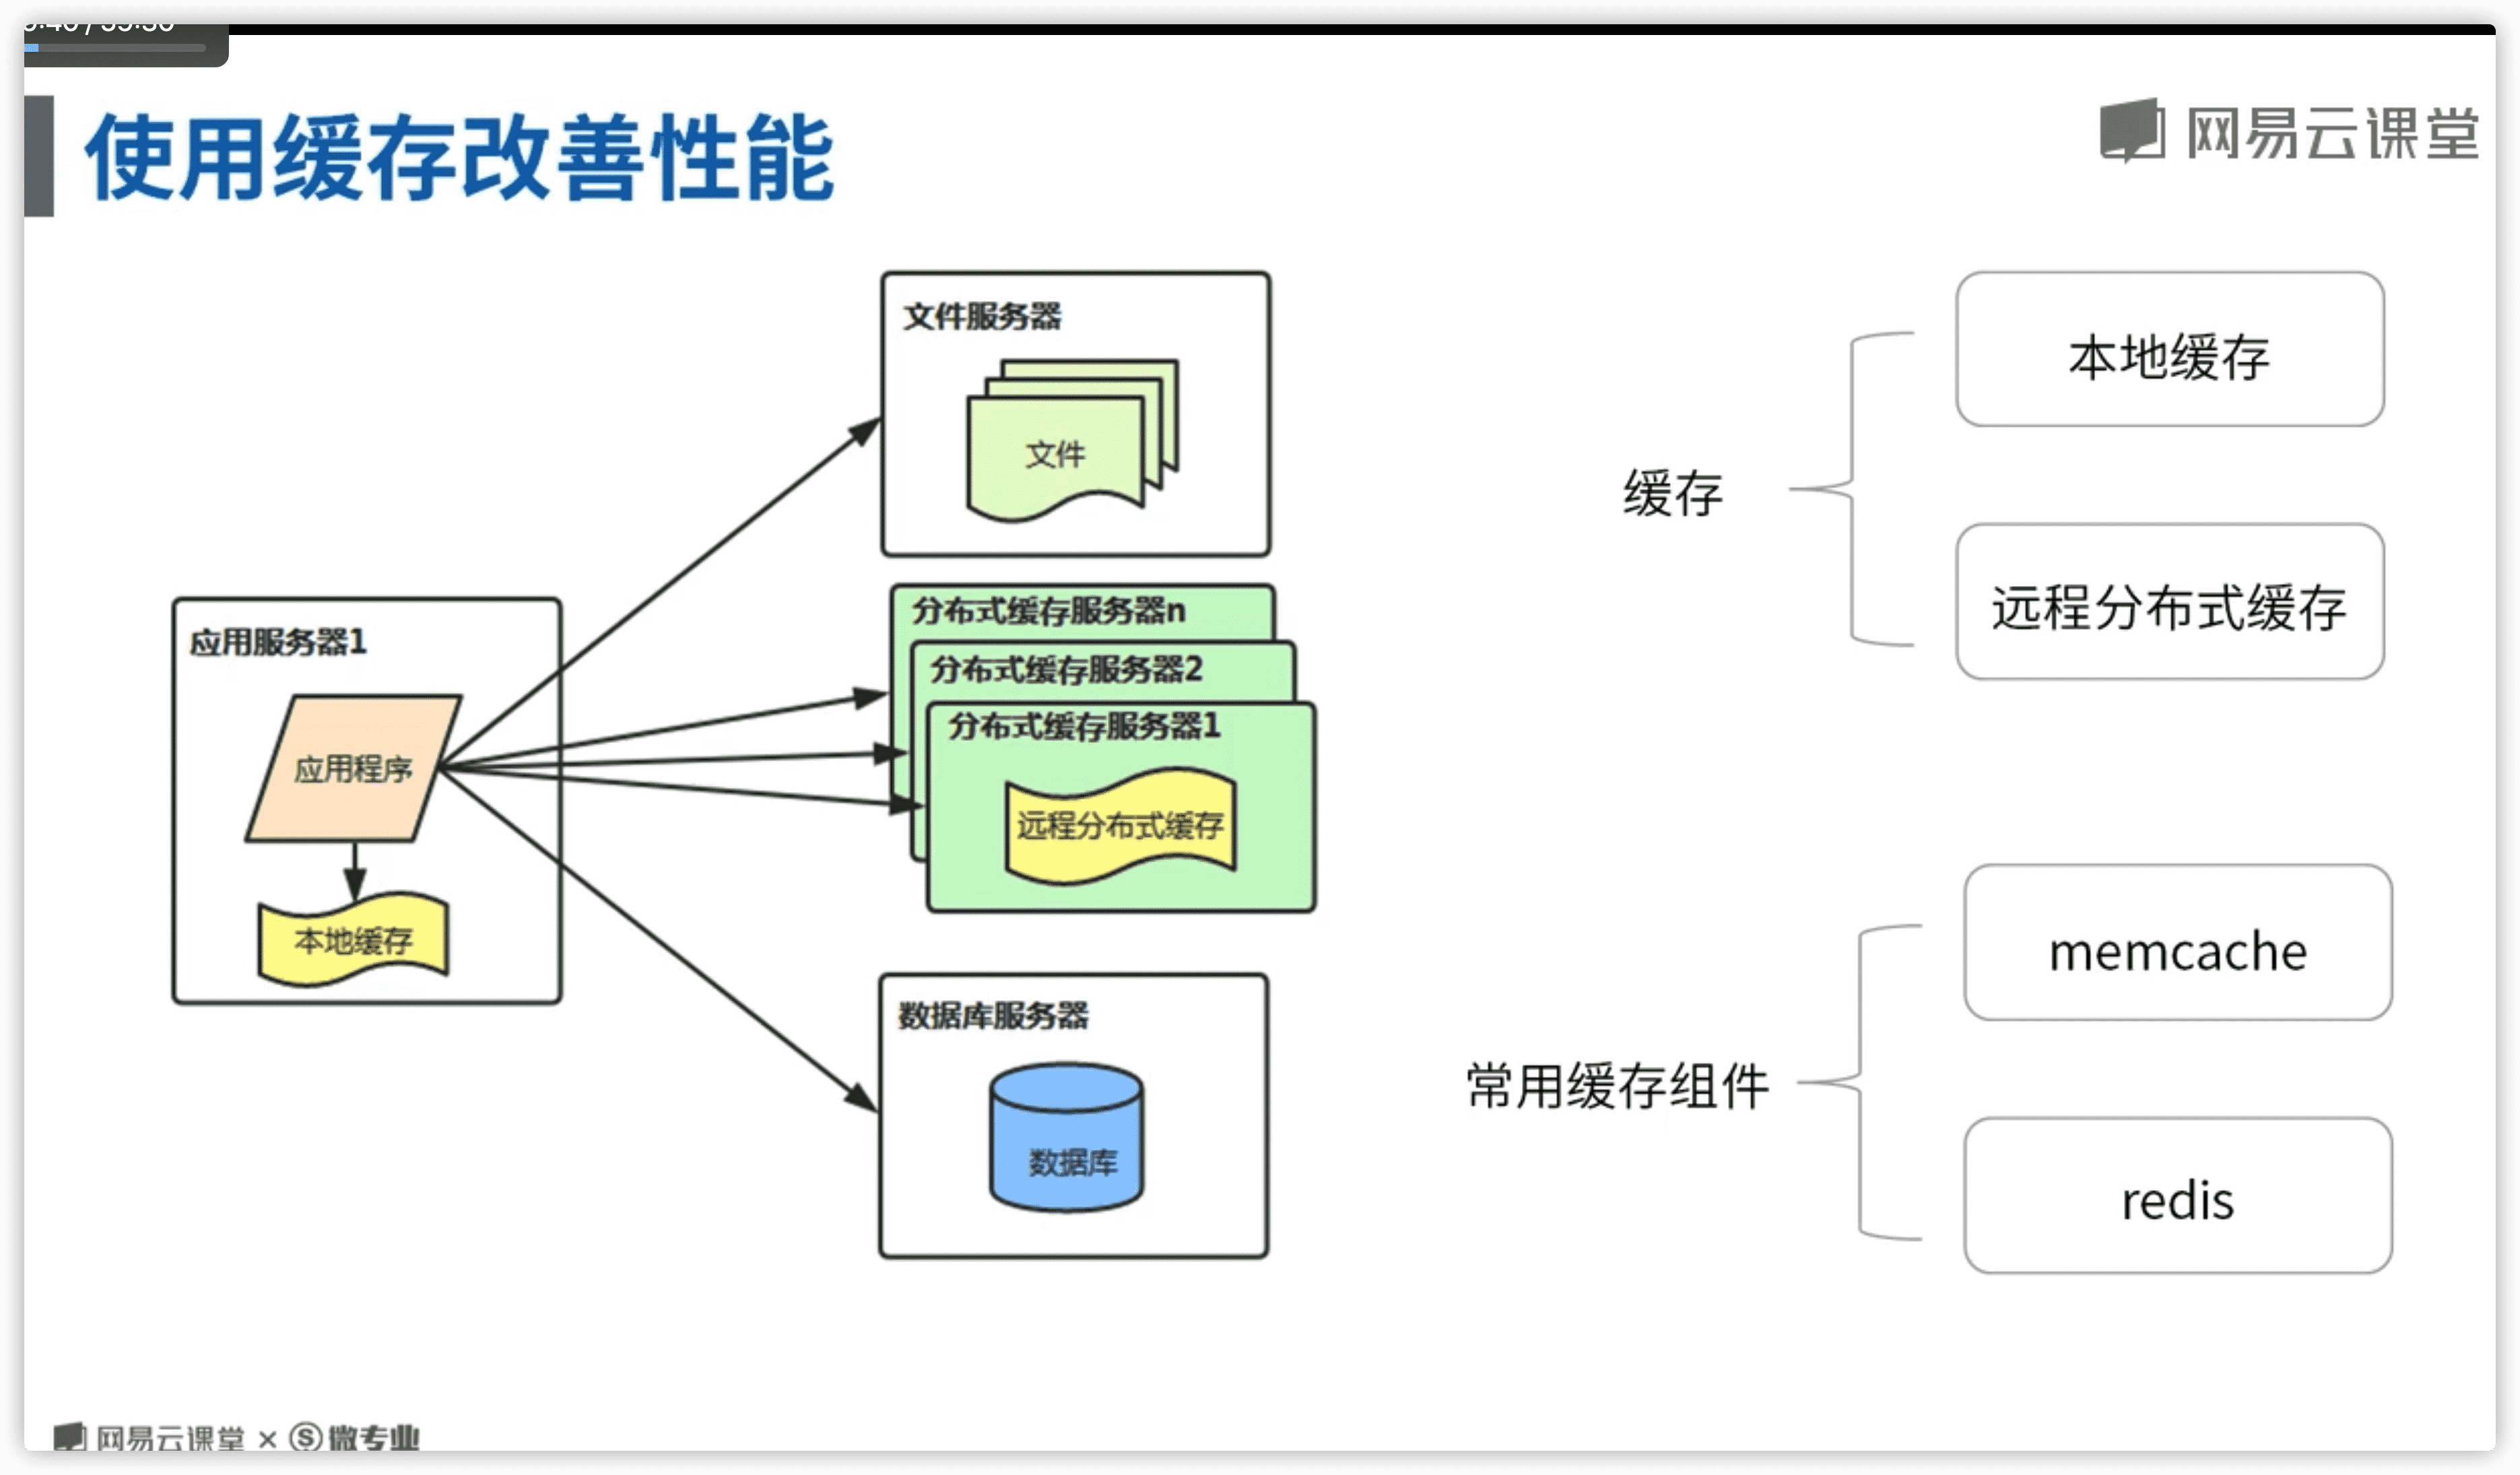 使用缓存改善性能
网易云课堂
文件服务器
文件
应用服务器1
应用程序
本地缓存
分布式缓存服务器n
分布式缓存服务器2
分布式缓存服务器1
远程分布式缓存
数据库服务器
数据库
缓存
本地缓存
远程分布式缓存
常用缓存组件
memcache
redis
网易云课堂 × Ⓢ微专业